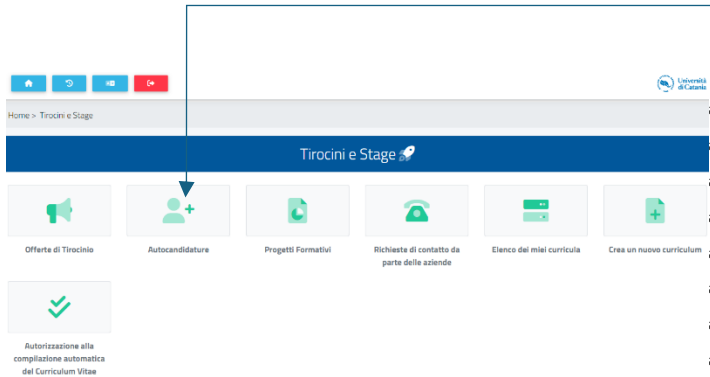 Università
di Catania
Home > Tirocini e Stage
Tirocini e Stage
Offerte di Tirocinio
Autocandidature
Progetti Formativi
Richieste di contatto da
parte delle aziende
Elenco dei miei curricula
Crea un nuovo curriculum
Autorizzazione alla
compilazione automatica
del Curriculum Vitae